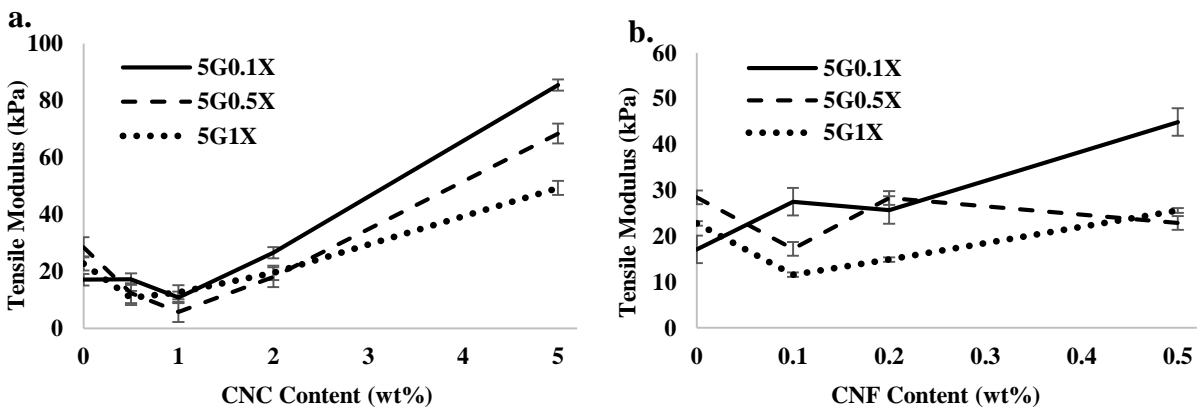 a.
Tensile Modulus (kPa)
100
80
60
40
20
0
5G0.1X
5G0.5X
5G1X
0 1 2 3 4 5
CNC Content (wt%)
b.
Tensile Modulus (kPa)
60
50
40
30
20
10
0
5G0.1X
5G0.5X
5G1X
0 0.1 0.2 0.3 0.4 0.5
CNF Content (wt%)